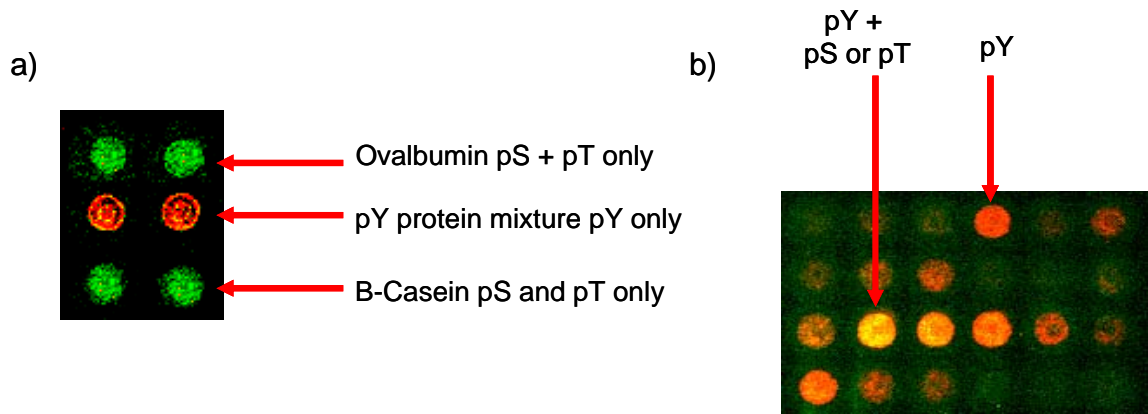 a)
Ovalbumin pS + pT only
pY protein mixture pY only
B-Casein pS and pT only
b)
pY +
pS or pT
pY